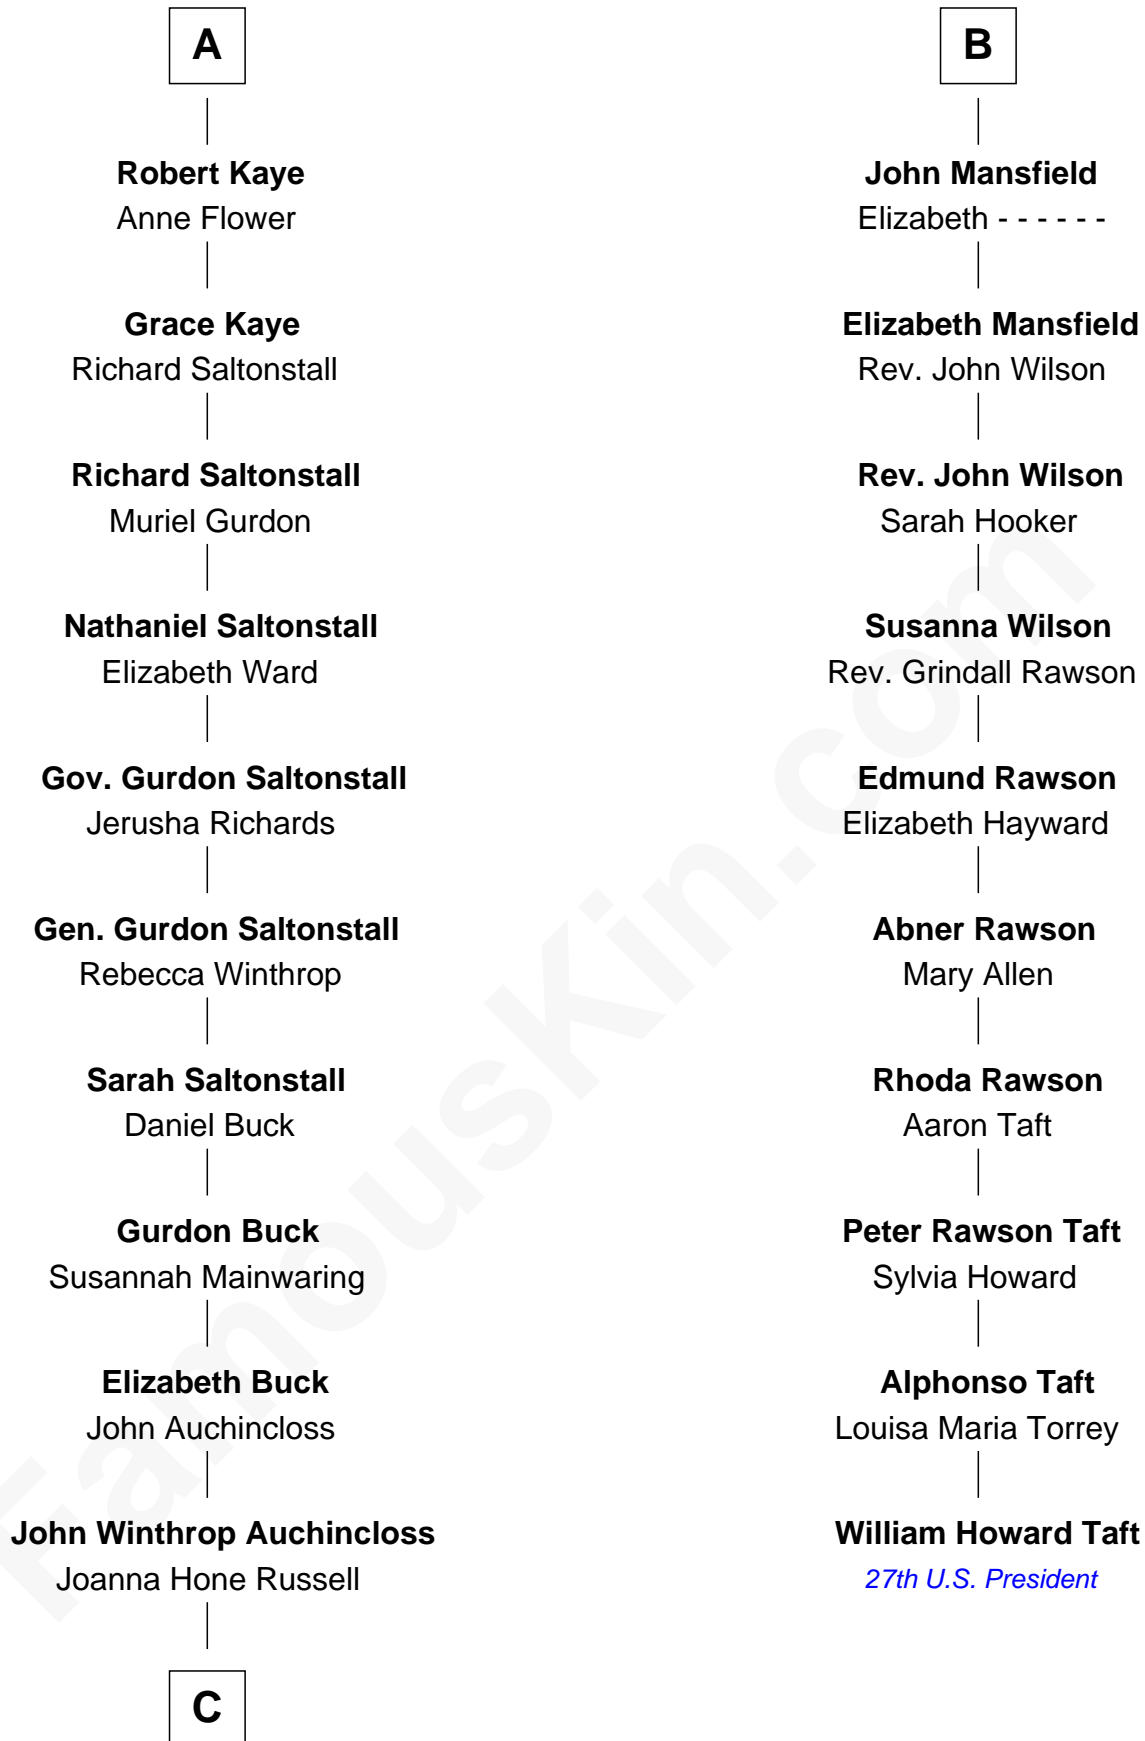 A
Robert Kaye
Anne Flower
Grace Kaye
Richard Saltonstall
Richard Saltonstall
Muriel Gurdon
Nathaniel Saltonstall
Elizabeth Ward
Gov. Gurdon Saltonstall
Jerusha Richards
Gen. Gurdon Saltonstall
Rebecca Winthrop
Sarah Saltonstall
Daniel Buck
Gurdon Buck
Susannah Mainwaring
Elizabeth Buck
John Auchincloss
John Winthrop Auchincloss
Joanna Hone Russell
C
B
John Mansfield
Elizabeth - - - - - -
Elizabeth Mansfield
Rev. John Wilson
Rev. John Wilson
Sarah Hooker
Susanna Wilson
Rev. Grindall Rawson
Edmund Rawson
Elizabeth Hayward
Abner Rawson
Mary Allen
Rhoda Rawson
Aaron Taft
Peter Rawson Taft
Sylvia Howard
Alphonso Taft
Louisa Maria Torrey
William Howard Taft
27th U.S. President
FamousKin.com